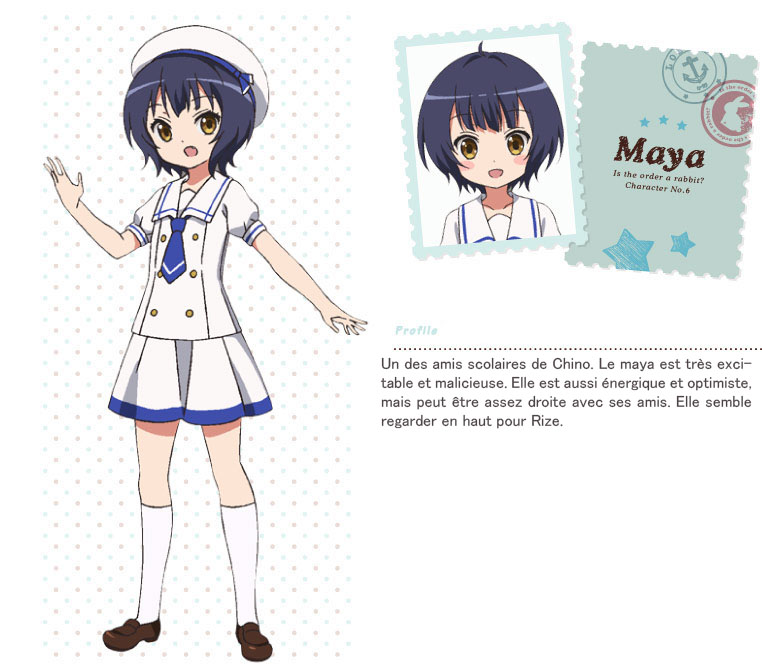 Maya
Is the order a rabbit?
Character No.6
Profile
Un des amis scolaires de Chino. Le maya est très exci-
table et malicieuse. Elle est aussi énergique et optimiste,
mais peut être assez droite avec ses amis. Elle semble
regarder en haut pour Rize.